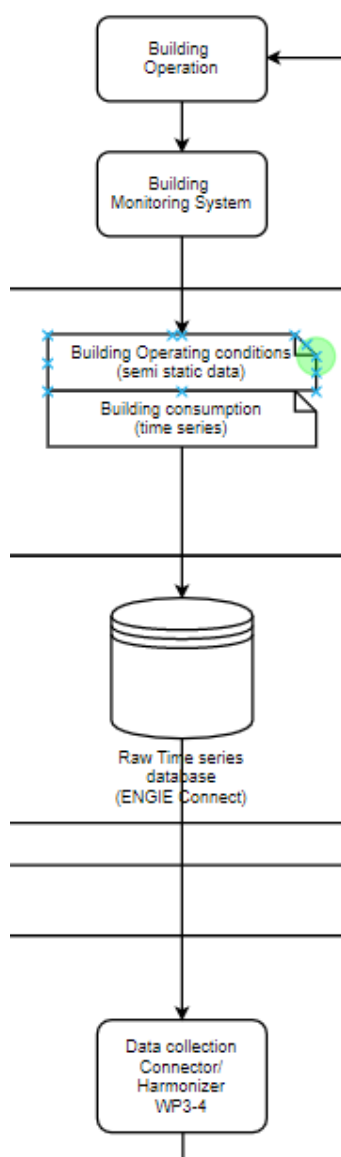 Building
Operation
Building
Monitoring System
Building Operating conditions
(semi static data)
Building consumption
(time series)
Raw Time series
database
(ENGIE Connect)
Data collection
Connector/
Harmonizer
WP3-4